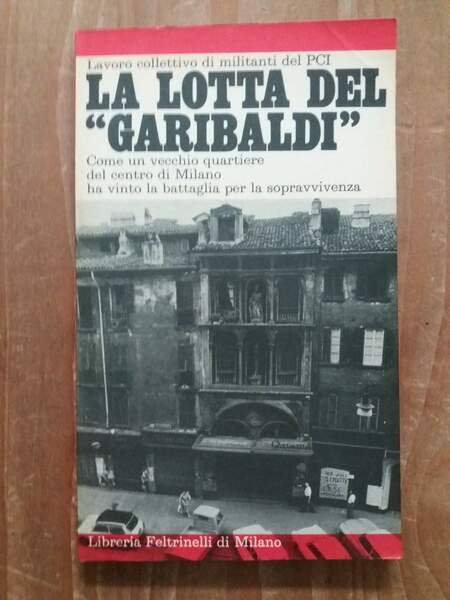 Lavoro collettivo di militanti del PCI
LA LOTTA DEL
“GARIBALDI”
Come un vecchio quartiere
del centro di Milano
ha vinto la battaglia per la sopravvivenza
Libreria Feltrinelli di Milano